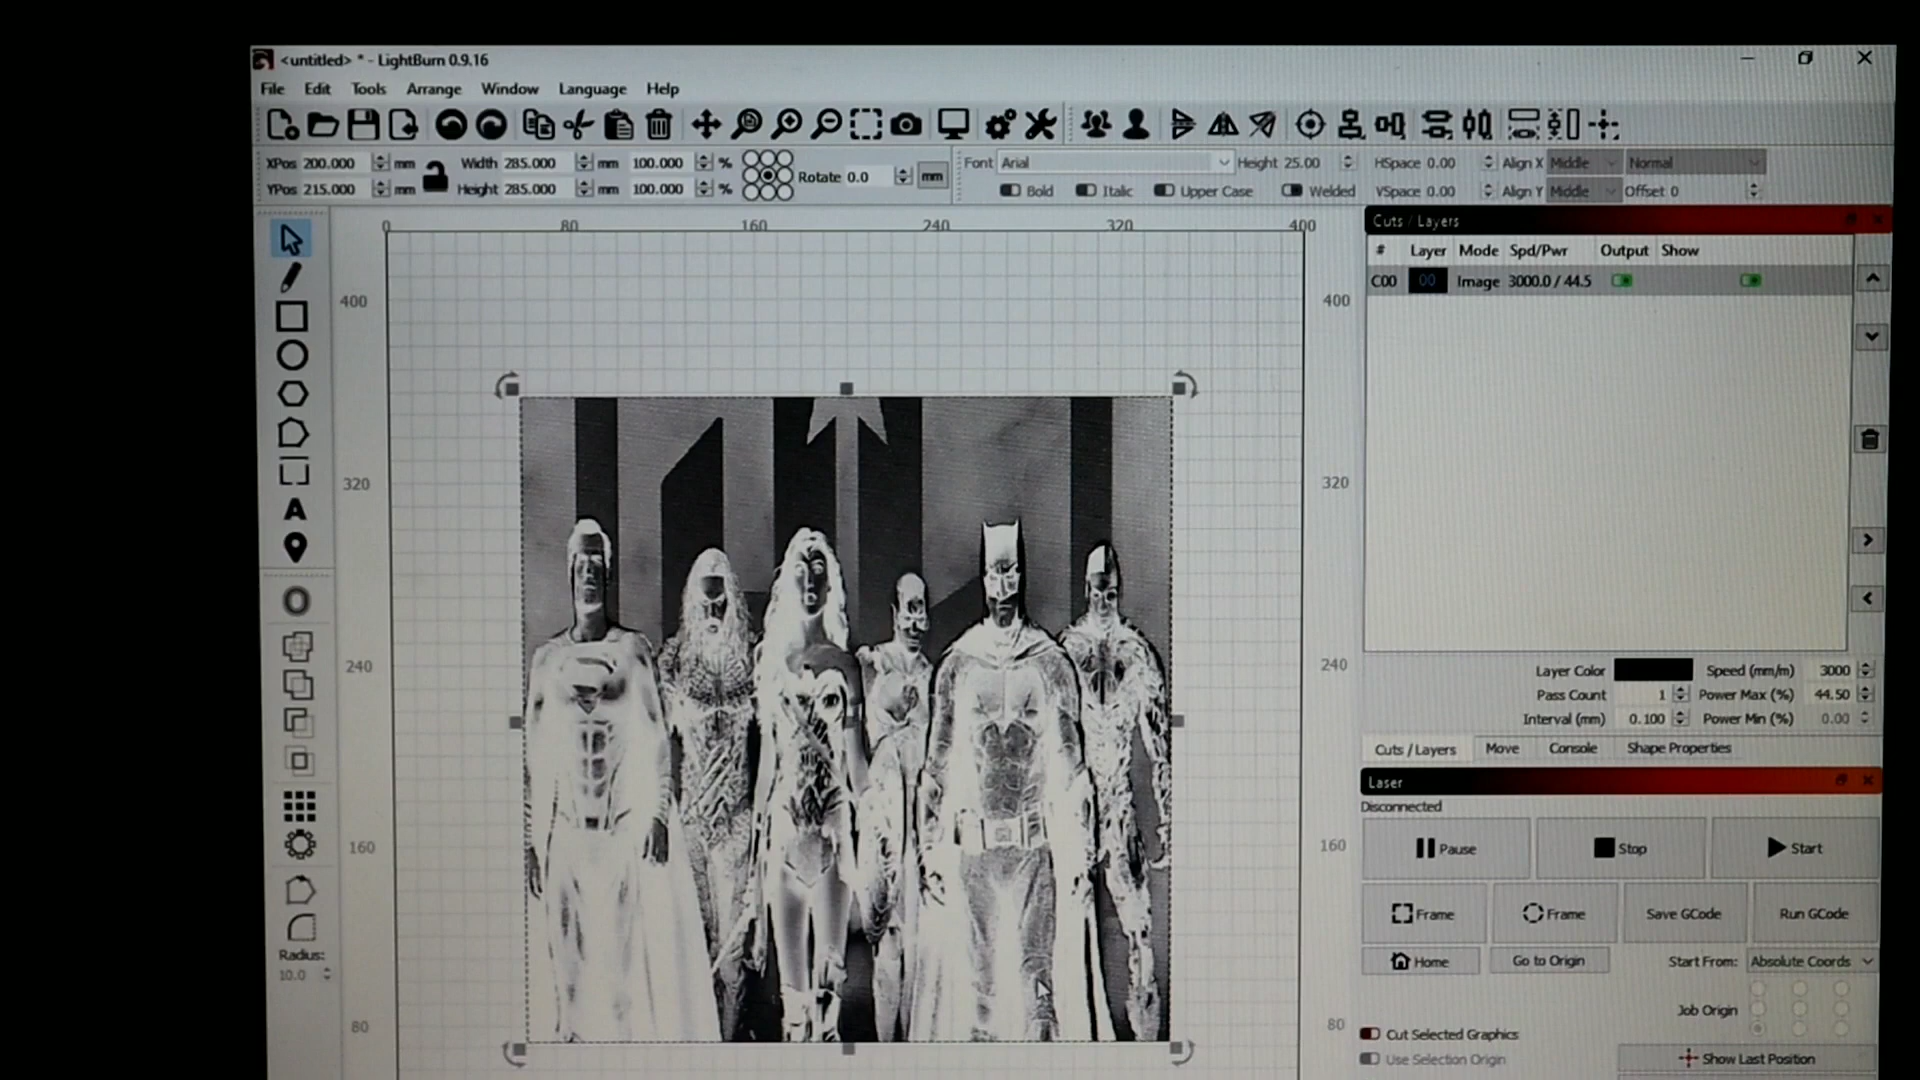 <untitled> * - LightBurn 0.9.16
File Edit Tools Arrange Window Language Help
XPos 200.000 mm Width 285.000 mm 100.000 % Rotate 0.0 mm Font Arial Height 25.00 HSpace 0.00 Align X Middle Normal
YPos 215.000 mm Height 285.000 mm 100.000 % Bold Italic Upper Case Welded VSpace 0.00 Align Y Middle Offset 0
0 80 160 240 320 400
Cuts / Layers
# Layer Mode Spd/Pwr Output Show
C00 00 Image 3000.0 / 44.5
400 400
320 320
240 240
160 160
80 80
A
Radius:
10.0
Layer Color Speed (mm/m) 3000
Pass Count 1 Power Max (%) 44.50
Interval (mm) 0.100 Power Min (%) 0.00
Cuts / Layers Move Console Shape Properties
Laser
Disconnected
Pause Stop Start
Frame Frame Save GCode Run GCode
Home Go to Origin Start From: Absolute Coords
Job Origin
Cut Selected Graphics
Use Selection Origin Show Last Position